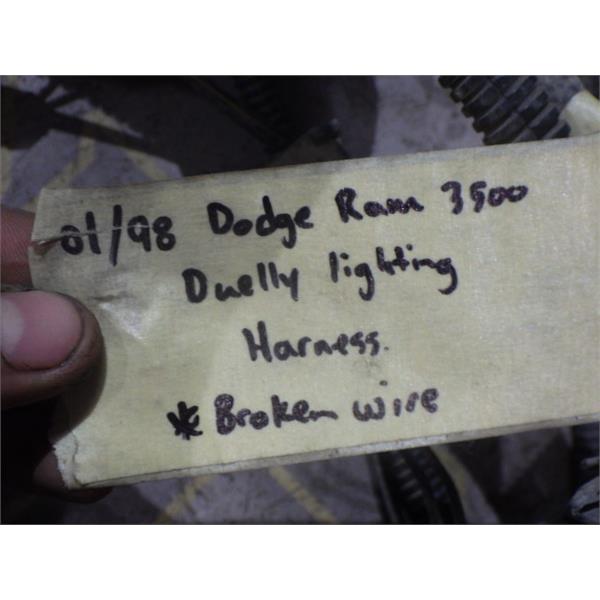 01/98 Dodge Ram 3500
Duelly lighting
Harness.
* Broken wire